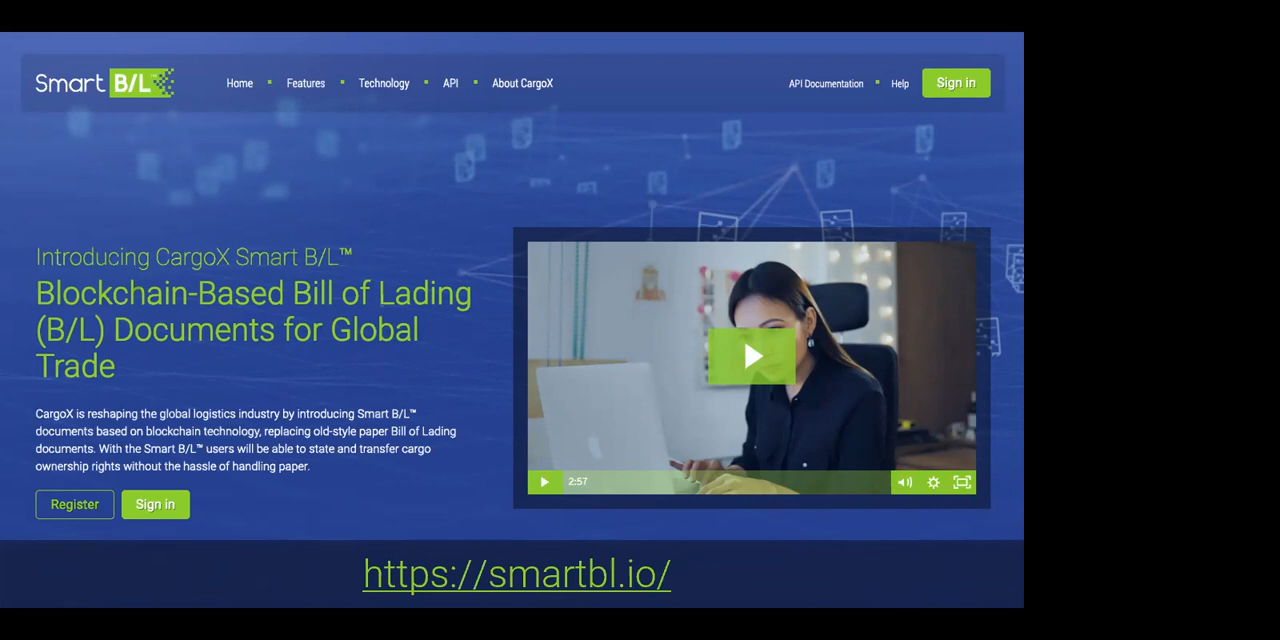 Smart B/L™
Home Features Technology API About CargoX
API Documentation Help Sign in
Introducing CargoX Smart B/L™
Blockchain-Based Bill of Lading
(B/L) Documents for Global
Trade
CargoX is reshaping the global logistics industry by introducing Smart B/L™
documents based on blockchain technology, replacing old-style paper Bill of Lading
documents. With the Smart B/L™ users will be able to state and transfer cargo
ownership rights without the hassle of handling paper.
Register Sign in
2:57
https://smartbl.io/